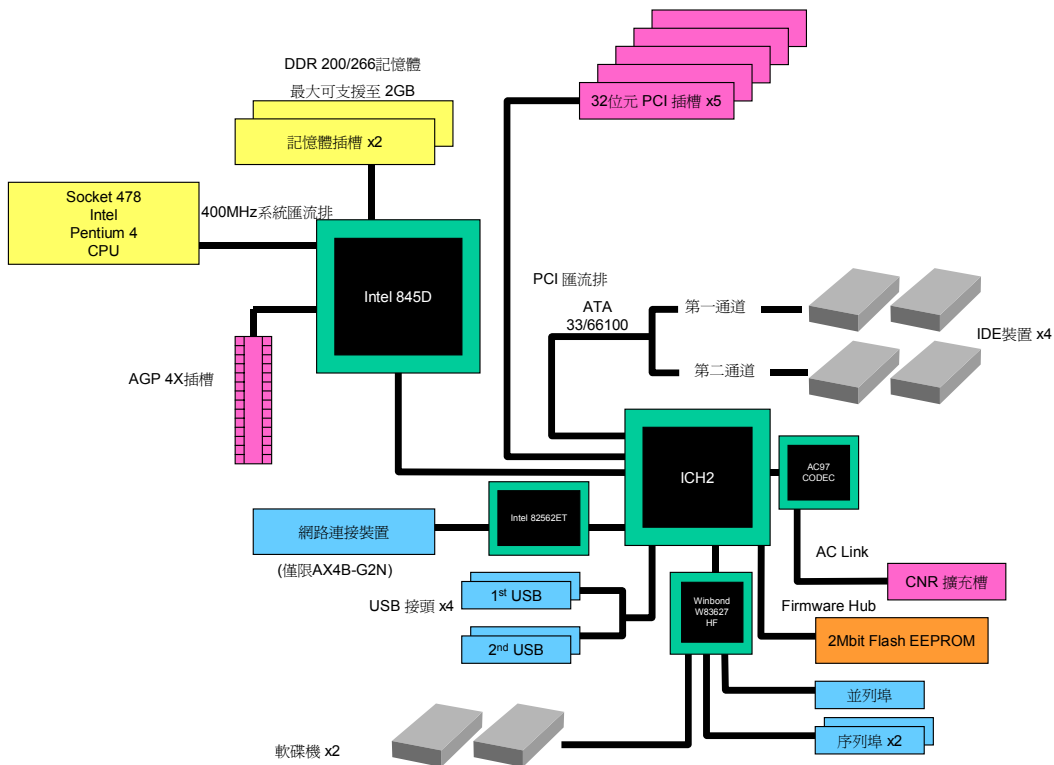 DDR 200/266記憶體
最大可支援至 2GB
記憶體插槽 x2
32位元 PCI 插槽 x5
Socket 478
Intel
Pentium 4
CPU
400MHz系統匯流排
Intel 845D
AGP 4X插槽
PCI 匯流排
ATA
33/66100
第一通道
第二通道
IDE裝置 x4
ICH2
AC97
CODEC
Intel 82562ET
網路連接裝置
(僅限AX4B-G2N)
AC Link
CNR 擴充槽
USB 接頭 x4
1st USB
2nd USB
Winbond
W83627
HF
Firmware Hub
2Mbit Flash EEPROM
並列埠
序列埠 x2
軟碟機 x2